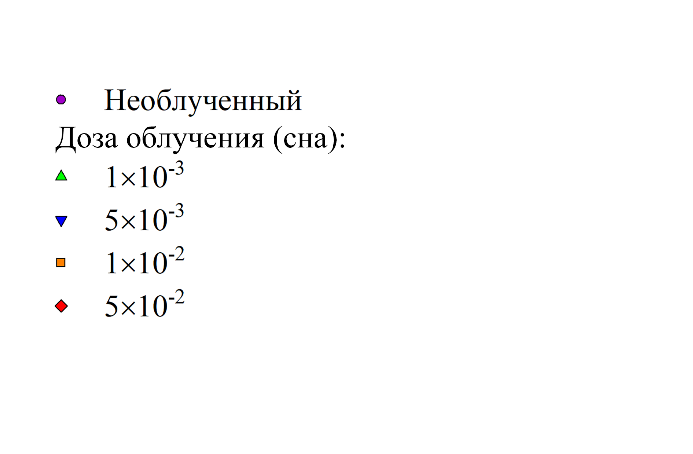 Необлученный
Доза облучения (сна):
1×10⁻³
5×10⁻³
1×10⁻²
5×10⁻²